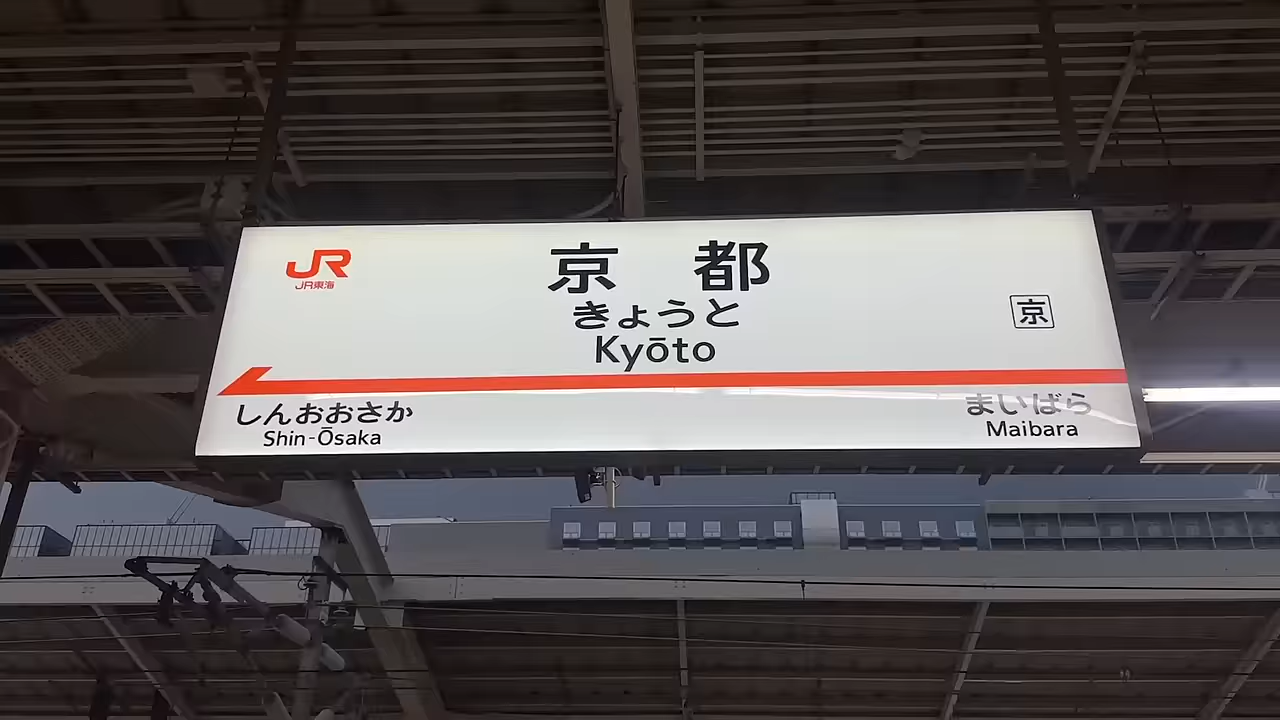 JR
JR東海
京都
きょうと
Kyōto
京
しんおおさか
Shin-Ōsaka
まいばら
Maibara